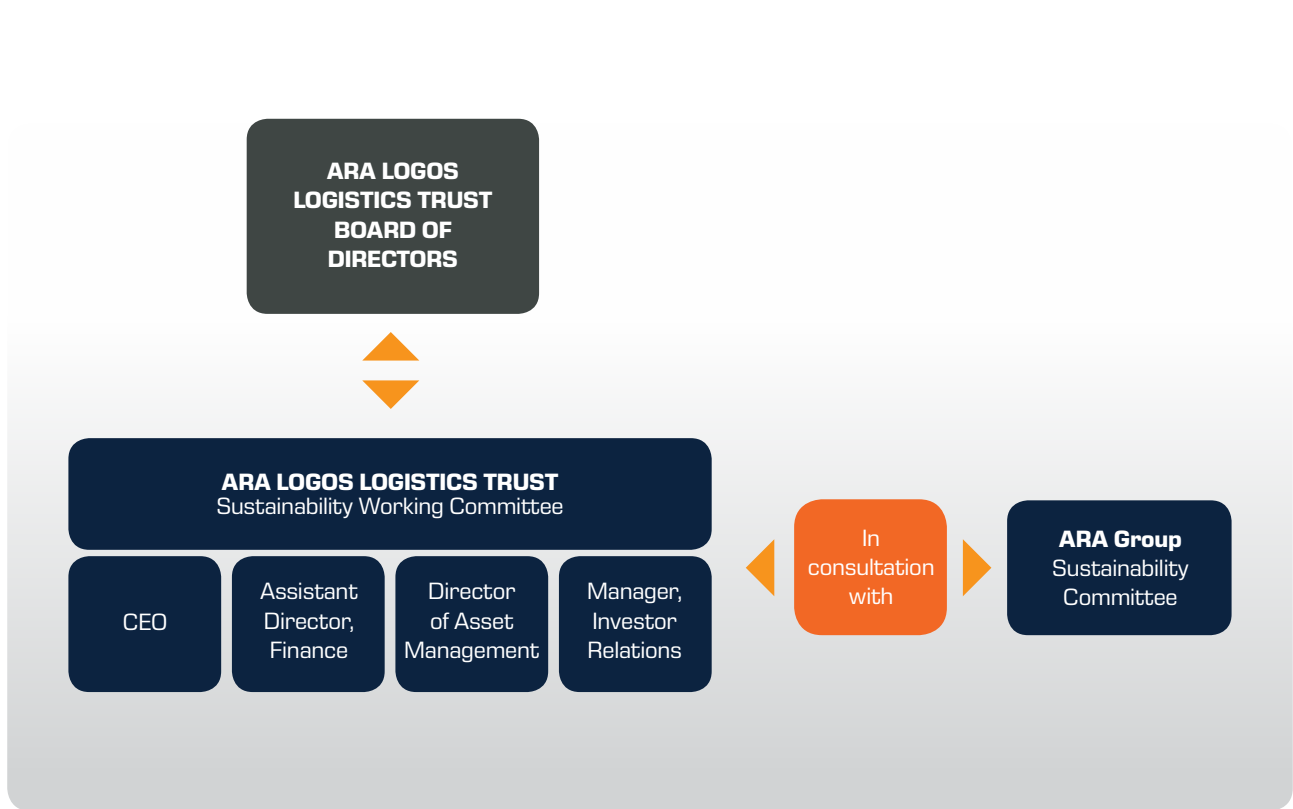 ARA LOGOS
LOGISTICS TRUST
BOARD OF
DIRECTORS
ARA LOGOS LOGISTICS TRUST
Sustainability Working Committee
CEO
Assistant
Director,
Finance
Director
of Asset
Management
Manager,
Investor
Relations
In
consultation
with
ARA Group
Sustainability
Committee